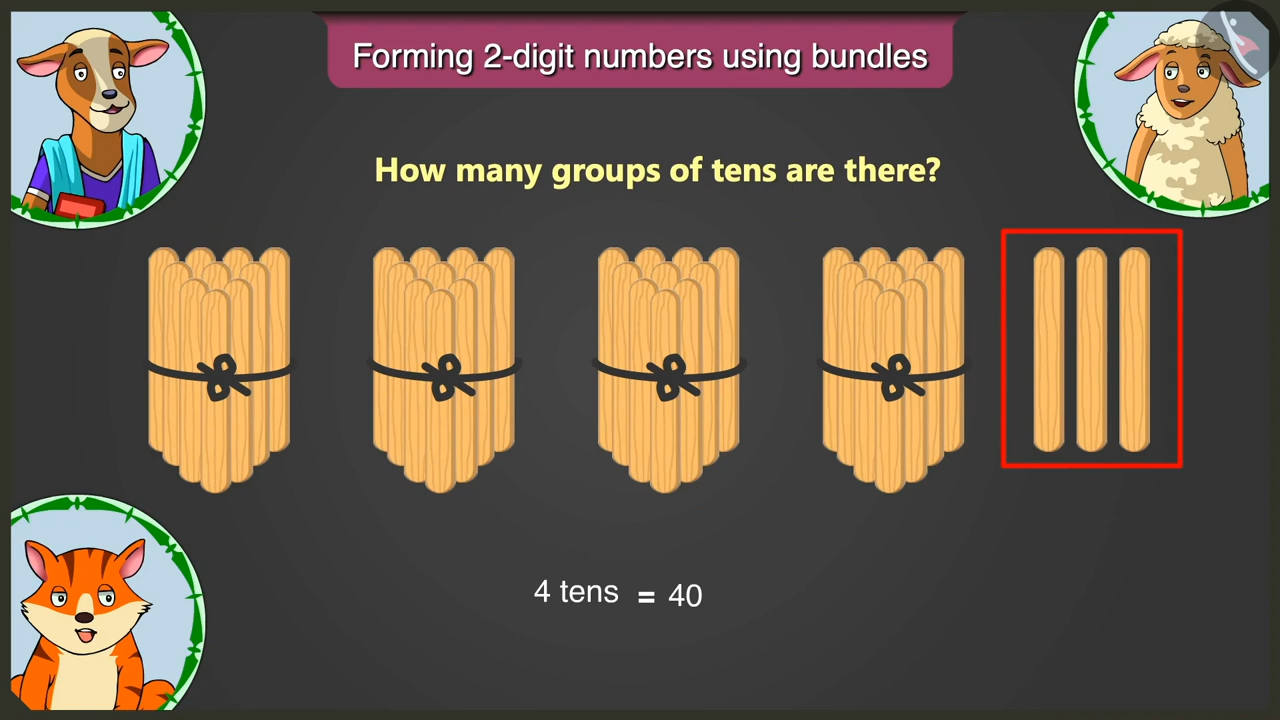 Forming 2-digit numbers using bundles
How many groups of tens are there?
4 tens = 40